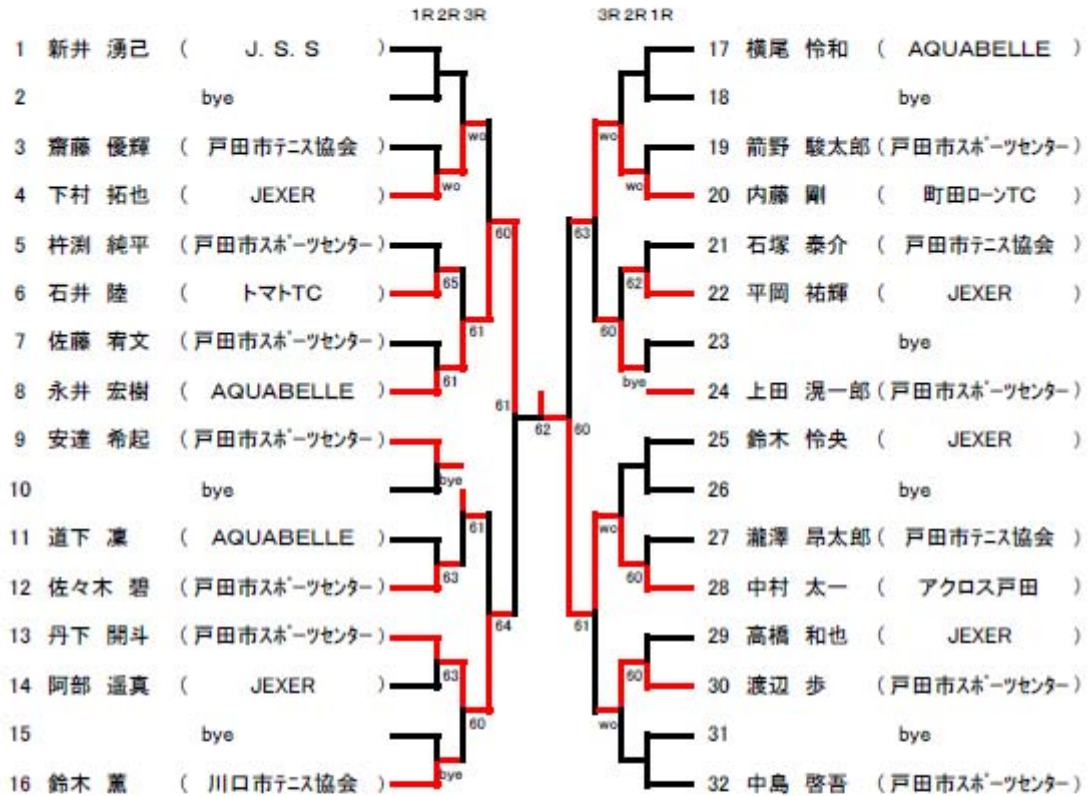 1R 2R 3R
3R 2R 1R
1 新井 湧己 ( J. S. S )
2 bye
3 齋藤 優輝 ( 戸田市テニス協会 )
4 下村 拓也 ( JEXER )
5 杵渕 純平 (戸田市スポーツセンター)
6 石井 陸 ( トマトTC )
7 佐藤 宥文 (戸田市スポーツセンター)
8 永井 宏樹 ( AQUABELLE )
9 安達 希起 (戸田市スポーツセンター)
10 bye
11 道下 凜 ( AQUABELLE )
12 佐々木 碧 (戸田市スポーツセンター)
13 丹下 開斗 (戸田市スポーツセンター)
14 阿部 遥真 ( JEXER )
15 bye
16 鈴木 薫 ( 川口市テニス協会 )
wo
wo
60
65
61
61
61
bye
61
63
64
63
60
bye
62
17 横尾 怜和 ( AQUABELLE )
18 bye
19 箭野 駿太郎 (戸田市スポーツセンター)
20 内藤 剛 ( 町田ローンTC )
21 石塚 泰介 ( 戸田市テニス協会 )
22 平岡 祐輝 ( JEXER )
23 bye
24 上田 滉一郎 (戸田市スポーツセンター)
25 鈴木 怜央 ( JEXER )
26 bye
27 瀧澤 昂太郎 ( 戸田市テニス協会 )
28 中村 太一 ( アクロス戸田 )
29 高橋 和也 ( JEXER )
30 渡辺 歩 (戸田市スポーツセンター)
31 bye
32 中島 啓吾 (戸田市スポーツセンター)
wo
wo
63
62
60
bye
60
wo
60
61
60
wo